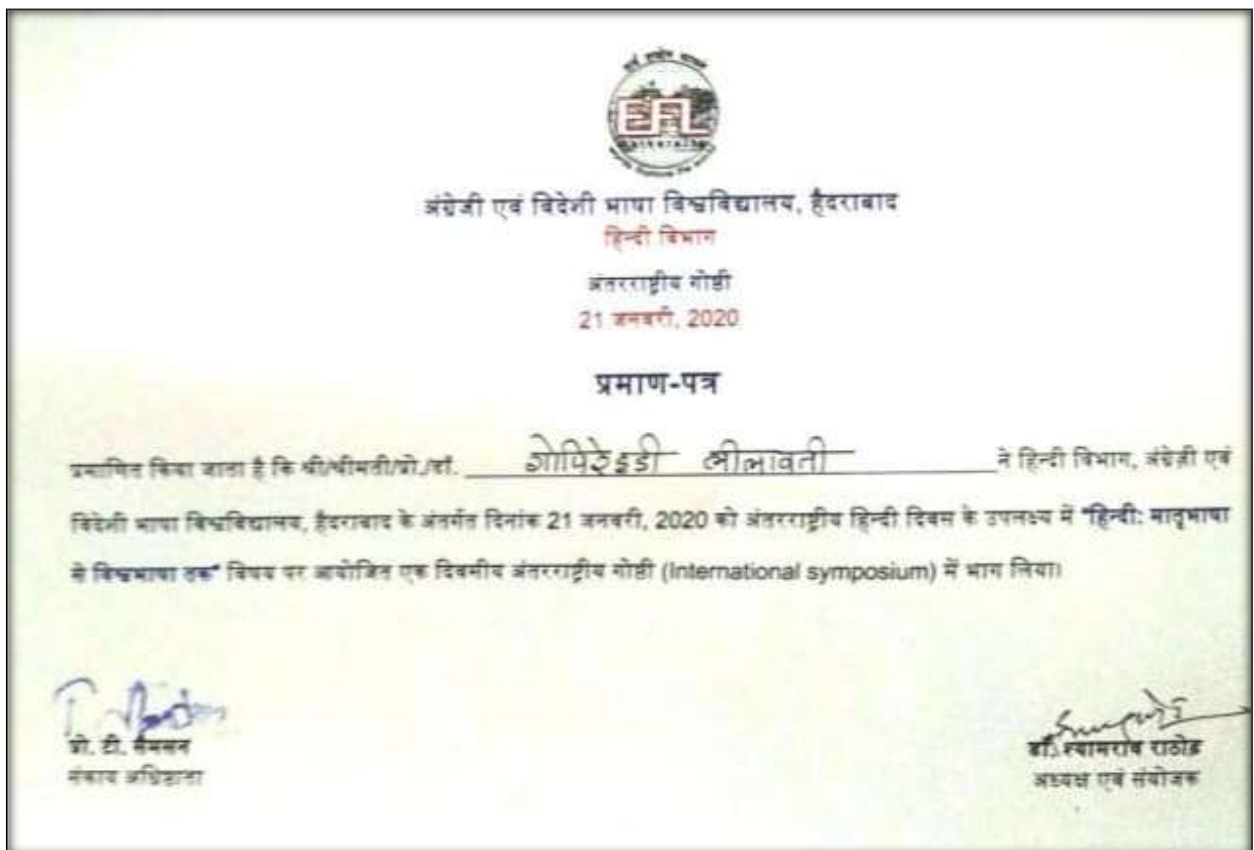 EFL
अंग्रेजी एवं विदेशी भाषा विश्वविद्यालय, हैदराबाद
हिन्दी विभाग
अंतरराष्ट्रीय गोष्ठी
21 जनवरी, 2020
प्रमाण-पत्र
प्रमाणित किया जाता है कि श्री/श्रीमती/प्रो./डॉ. गोपिरेड्डी लीलावती ने हिन्दी विभाग, अंग्रेज़ी एवं
विदेशी भाषा विश्वविद्यालय, हैदराबाद के अंतर्गत दिनांक 21 जनवरी, 2020 को अंतरराष्ट्रीय हिन्दी दिवस के उपलक्ष्य में "हिन्दी: मातृभाषा
से विश्वभाषा तक" विषय पर आयोजित एक दिवसीय अंतरराष्ट्रीय गोष्ठी (International symposium) में भाग लिया।
प्रो. टी. सैमसन
संकाय अधिष्ठाता
डॉ. श्यामराव राठोड़
अध्यक्ष एवं संयोजक